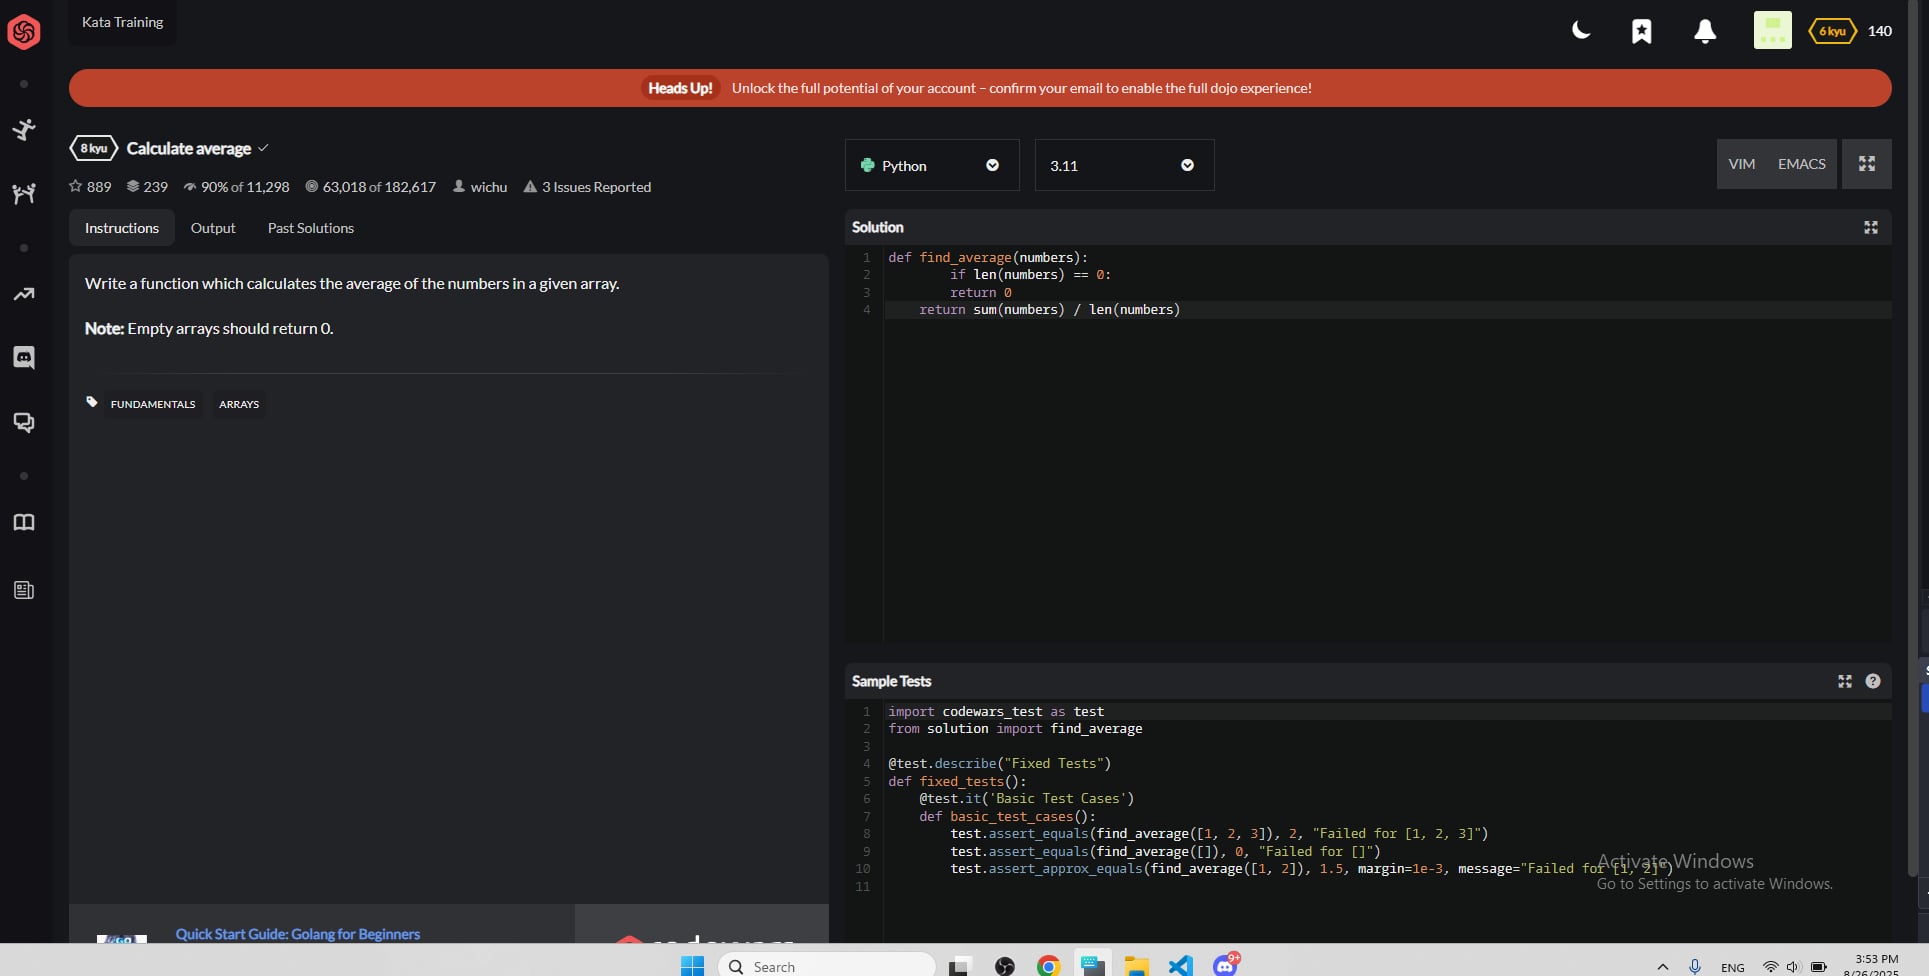 Kata Training
6 kyu 140
Heads Up! Unlock the full potential of your account – confirm your email to enable the full dojo experience!
8 kyu Calculate average
889 239 90% of 11,298 63,018 of 182,617 wichu 3 Issues Reported
Python 3.11 VIM EMACS
Instructions Output Past Solutions
Write a function which calculates the average of the numbers in a given array.
Note: Empty arrays should return 0.
FUNDAMENTALS ARRAYS
Quick Start Guide: Golang for Beginners
Solution
1 def find_average(numbers):
2         if len(numbers) == 0:
3         return 0
4     return sum(numbers) / len(numbers)
Sample Tests
1 import codewars_test as test
2 from solution import find_average
3
4 @test.describe("Fixed Tests")
5 def fixed_tests():
6     @test.it('Basic Test Cases')
7     def basic_test_cases():
8         test.assert_equals(find_average([1, 2, 3]), 2, "Failed for [1, 2, 3]")
9         test.assert_equals(find_average([]), 0, "Failed for []")
10         test.assert_approx_equals(find_average([1, 2]), 1.5, margin=1e-3, message="Failed for [1, 2]")
11
Activate Windows
Go to Settings to activate Windows.
Search
9+
ENG
3:53 PM
8/26/2025